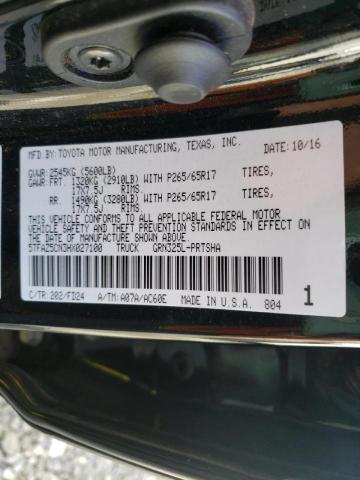 MFD.BY:TOYOTA MOTOR MANUFACTURING, TEXAS, INC. DATE:10/16
GVWR 2545KG (5600LB)
GAWR:FRT. 1320KG (2910LB)WITH P265/65R17 TIRES,
17X7.5J RIMS.
RR. 1490KG (3280LB)WITH P265/65R17 TIRES,
17X7.5J RIMS.
THIS VEHICLE CONFORMS TO ALL APPLICABLE FEDERAL MOTOR
VEHICLE SAFETY AND THEFT PREVENTION STANDARDS IN EFFECT
ON THE DATE OF MANUFACTURE SHOWN ABOVE.
5TFAZ5CN3HX027100 TRUCK GRN325L-PRTSHA
C/TR:202/FD24 A/TM:A07A/AC60E MADE IN U.S.A. 804 1